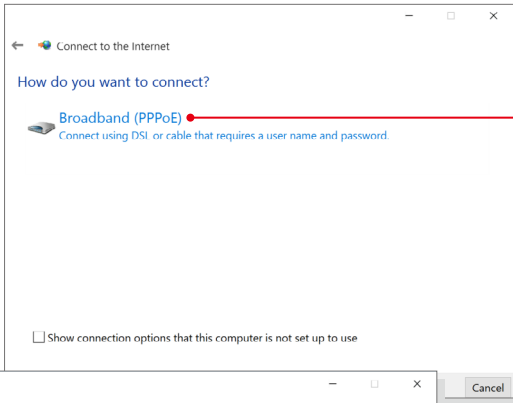 Connect to the Internet
How do you want to connect?
Broadband (PPPoE)
Connect using DSL or cable that requires a user name and password.
Show connection options that this computer is not set up to use
Cancel